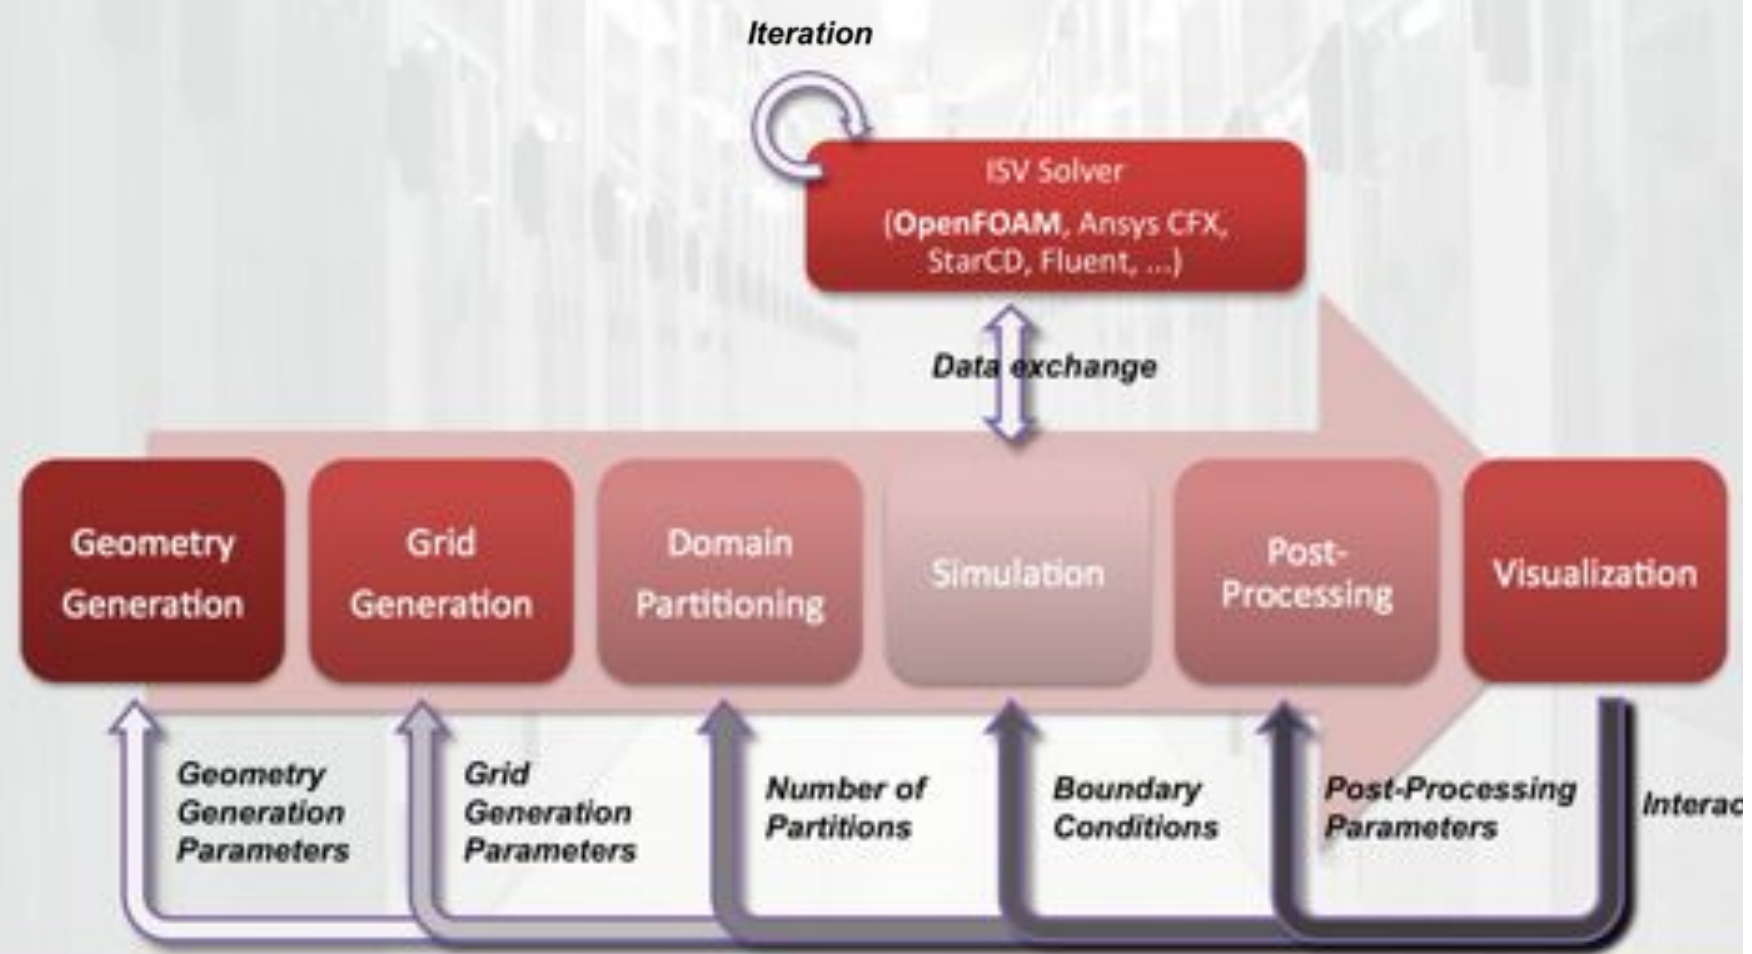 Iteration
ISV Solver
(OpenFOAM, Ansys CFX,
StarCD, Fluent, ...)
Data exchange
Geometry
Generation
Grid
Generation
Domain
Partitioning
Simulation
Post-
Processing
Visualization
Geometry
Generation
Parameters
Grid
Generation
Parameters
Number of
Partitions
Boundary
Conditions
Post-Processing
Parameters
Interac